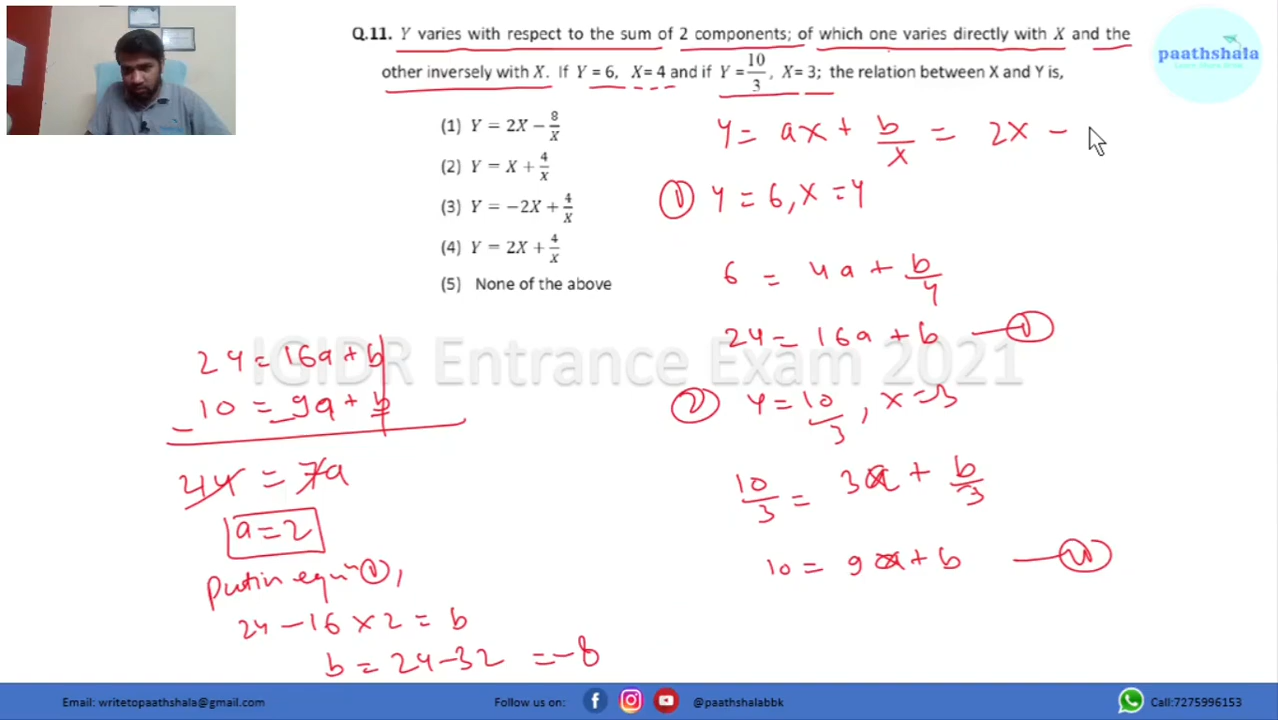 Q.11. Y varies with respect to the sum of 2 components; of which one varies directly with X and the
other inversely with X. If Y = 6, X= 4 and if Y = 10/3, X= 3; the relation between X and Y is,
paathshala
(1) Y = 2X − 8/X
(2) Y = X + 4/X
(3) Y = −2X + 4/X
(4) Y = 2X + 4/X
(5) None of the above
Y = ax + b/x = 2x −
① Y = 6, x = 4
6 = 4a + b/4
24 = 16a + b — ①
② Y = 10/3, x = 3
10/3 = 3a + b/3
10 = 9a + b — ②
24 = 16a + b
10 = 9a + b
14 = 7a
a = 2
put in eqn ①,
24 − 16 × 2 = b
b = 24 − 32 = −8
IGIDR Entrance Exam 2021
Email: writetopaathshala@gmail.com
Follow us on:
@paathshalabbk
Call:7275996153